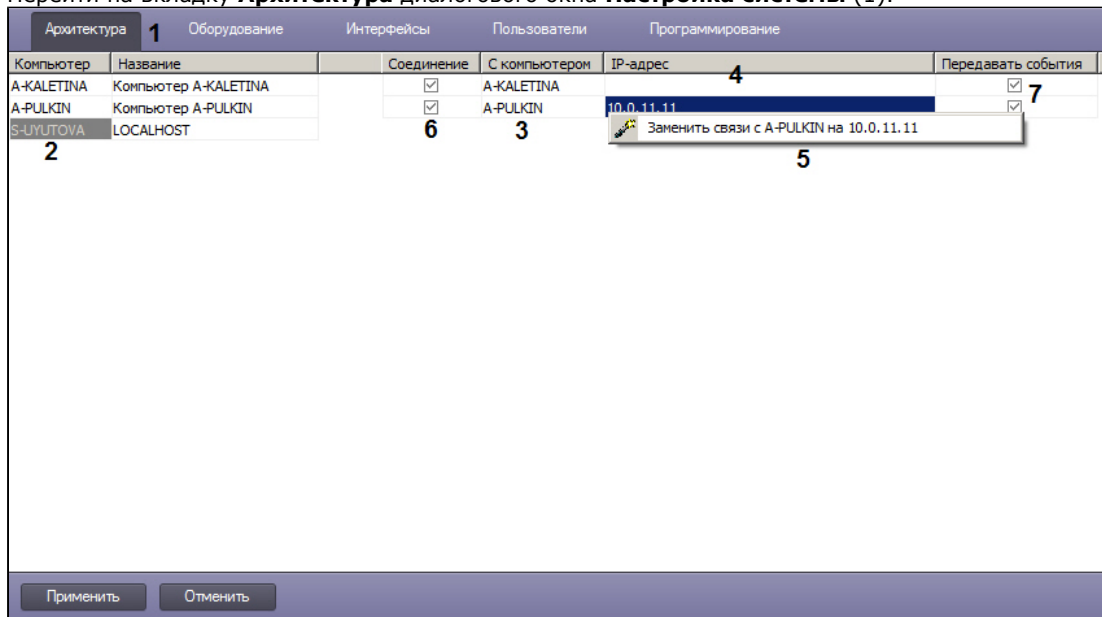 Перейти на вкладку Архитектура диалогового окна Настройка системы (1).
Архитектура 1 Оборудование Интерфейсы Пользователи Программирование
Компьютер Название Соединение С компьютером IP-адрес Передавать события
4
A-KALETINA Компьютер A-KALETINA A-KALETINA
7
A-PULKIN Компьютер A-PULKIN A-PULKIN 10.0.11.11
S-UYUTOVA LOCALHOST 6 3 Заменить связи с A-PULKIN на 10.0.11.11
2 5
Применить Отменить